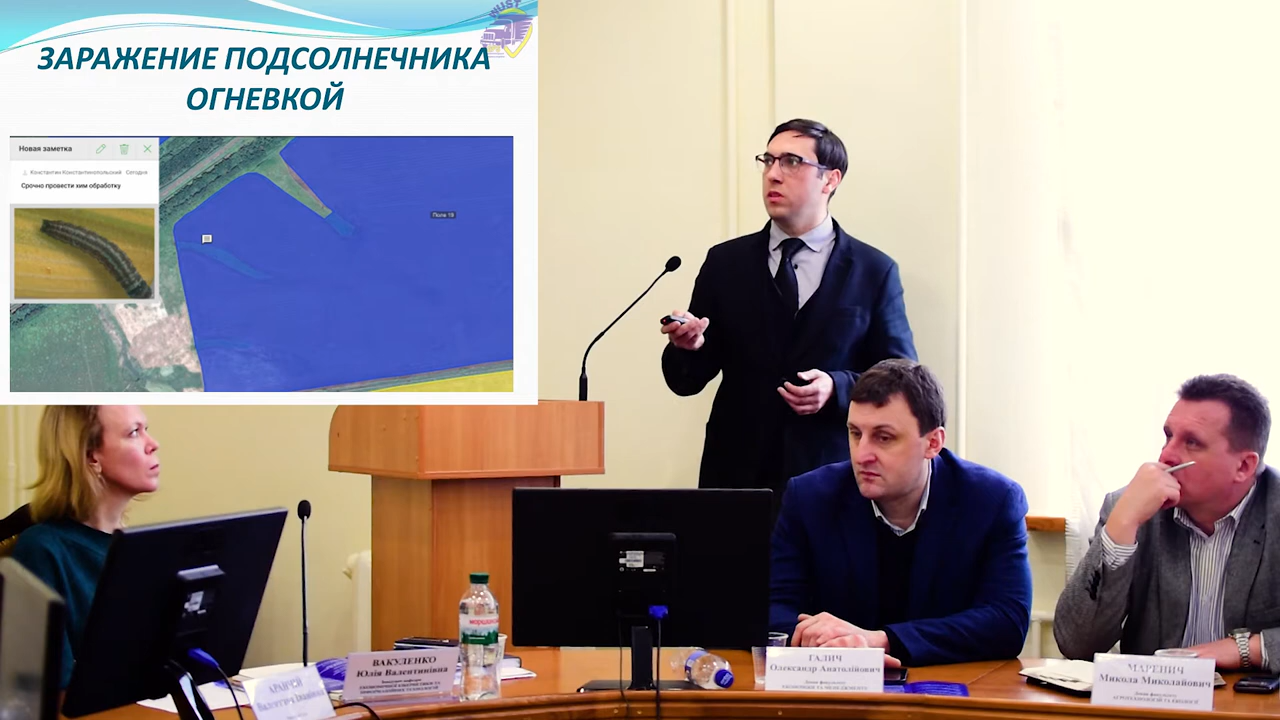 ЗАРАЖЕНИЕ ПОДСОЛНЕЧНИКА
ОГНЕВКОЙ
Новая заметка
Константин Константинопольский Сегодня
Срочно провести хим обработку
Поле 18
ВАКУЛЕНКО
Юлія Валентинівна
ГАЛИЧ
Олександр Анатолійович
МАРЕНИЧ
Микола Миколайович